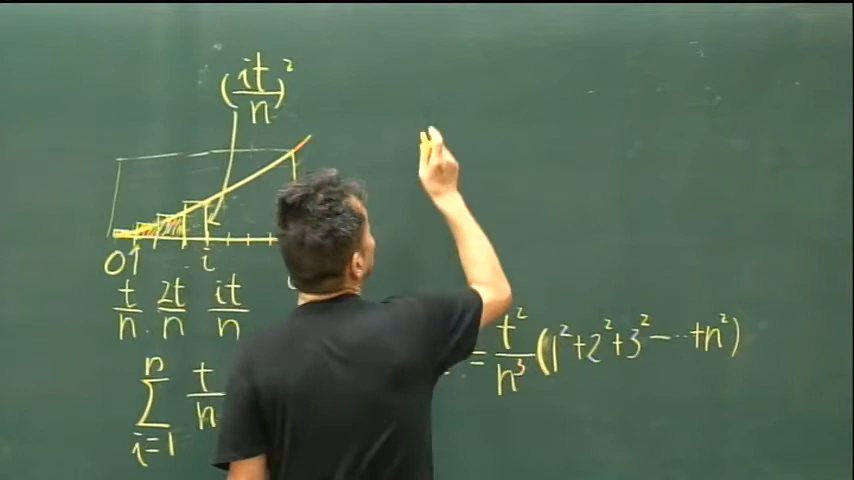 (it/n)²
0 1 i
t/n 2t/n it/n
n
∑ t/n = t²/n³ (1²+2²+3²—···+n²)
i=1